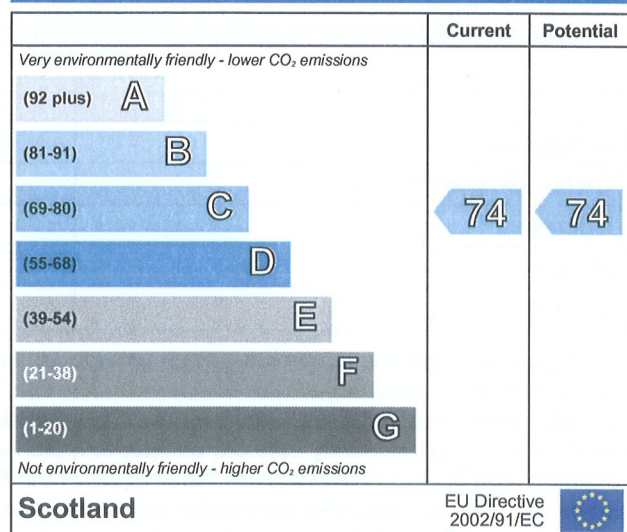 Current Potential
Very environmentally friendly - lower CO₂ emissions
(92 plus) A
(81-91) B
(69-80) C 74 74
(55-68) D
(39-54) E
(21-38) F
(1-20) G
Not environmentally friendly - higher CO₂ emissions
Scotland
EU Directive
2002/91/EC